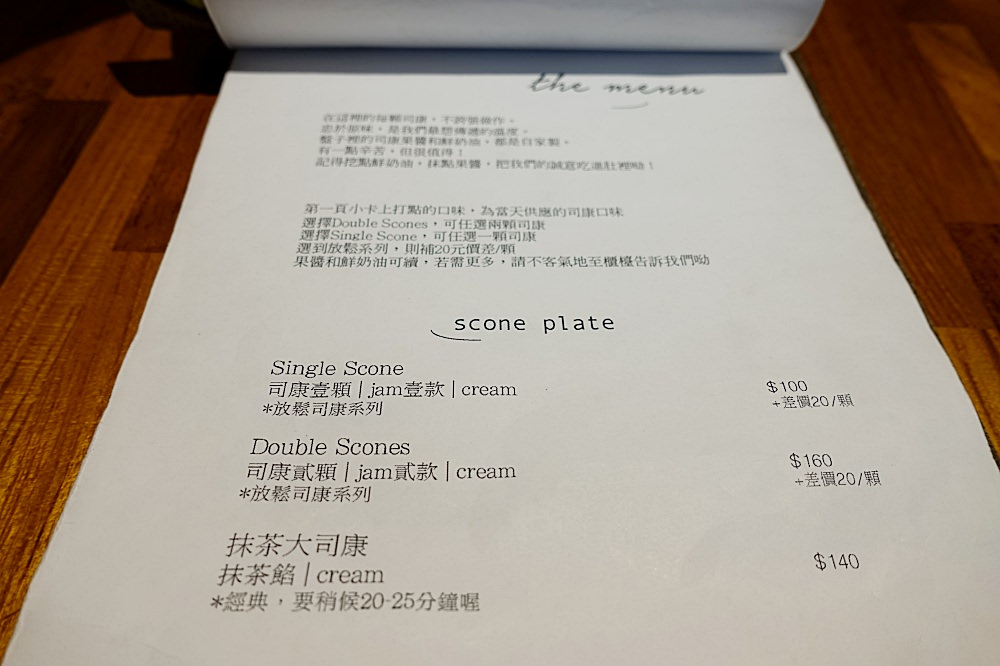 the menu
在這裡的每顆司康，不誇張做作。
忠於原味，是我們最想傳遞的溫度。
盤子裡的司康果醬和鮮奶油，都是自家製。
有一點辛苦，但很值得！
記得挖點鮮奶油，抹點果醬，把我們的誠意吃進肚裡呦！
第一頁小卡上打點的口味，為當天供應的司康口味
選擇Double Scones，可任選兩顆司康
選擇Single Scone，可任選一顆司康
選到放鬆系列，則補20元價差/顆
果醬和鮮奶油可續，若需更多，請不客氣地至櫃檯告訴我們呦
scone plate
Single Scone
司康壹顆 | jam壹款 | cream $100
*放鬆司康系列 +差價20/顆
Double Scones
司康貳顆 | jam貳款 | cream $160
*放鬆司康系列 +差價20/顆
抹茶大司康
抹茶餡 | cream $140
*經典，要稍候20-25分鐘喔